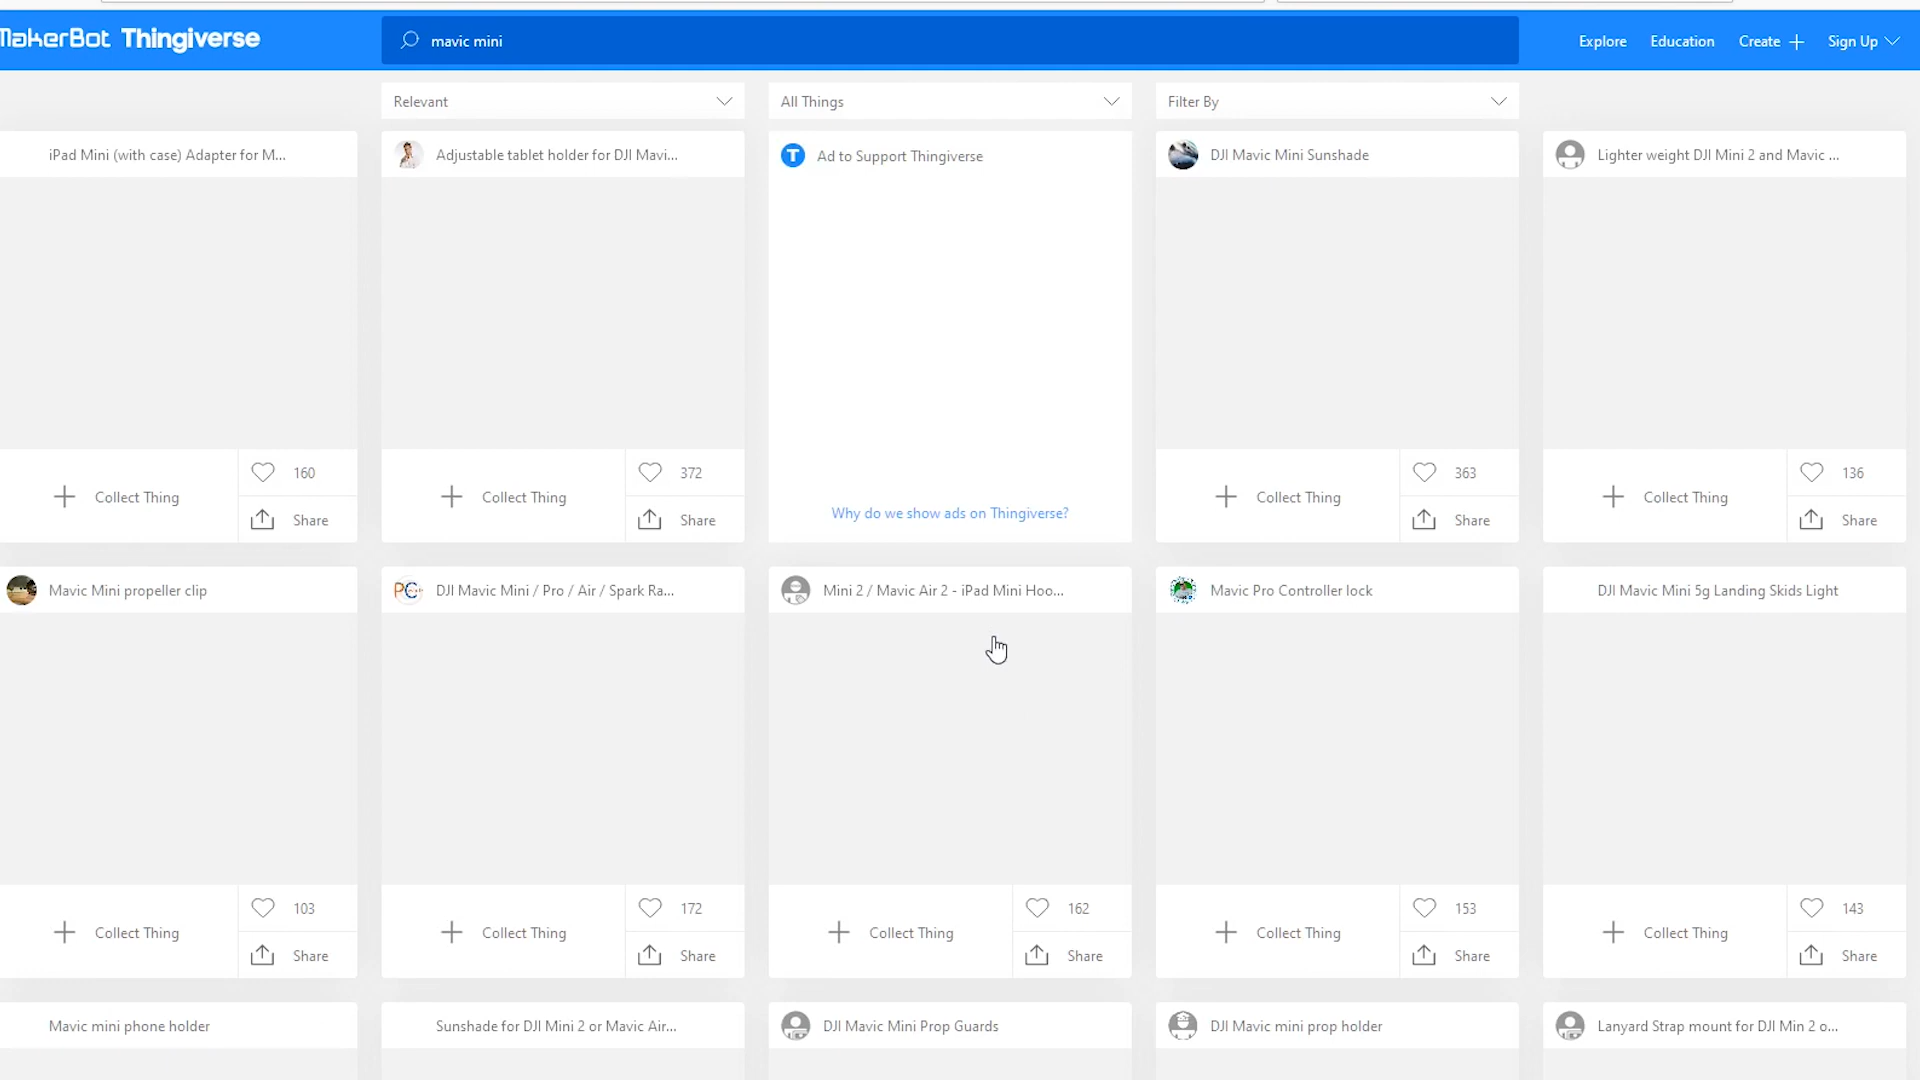 MakerBot Thingiverse
mavic mini
Explore
Education
Create
Sign Up
Relevant
All Things
Filter By
iPad Mini (with case) Adapter for M...
Adjustable tablet holder for DJI Mavi...
Ad to Support Thingiverse
DJI Mavic Mini Sunshade
Lighter weight DJI Mini 2 and Mavic ...
Why do we show ads on Thingiverse?
Collect Thing
160
Share
Collect Thing
372
Share
Collect Thing
363
Share
Collect Thing
136
Share
Mavic Mini propeller clip
DJI Mavic Mini / Pro / Air / Spark Ra...
Mini 2 / Mavic Air 2 - iPad Mini Hoo...
Mavic Pro Controller lock
DJI Mavic Mini 5g Landing Skids Light
Collect Thing
103
Share
Collect Thing
172
Share
Collect Thing
162
Share
Collect Thing
153
Share
Collect Thing
143
Share
Mavic mini phone holder
Sunshade for DJI Mini 2 or Mavic Air...
DJI Mavic Mini Prop Guards
DJI Mavic mini prop holder
Lanyard Strap mount for DJI Min 2 o...